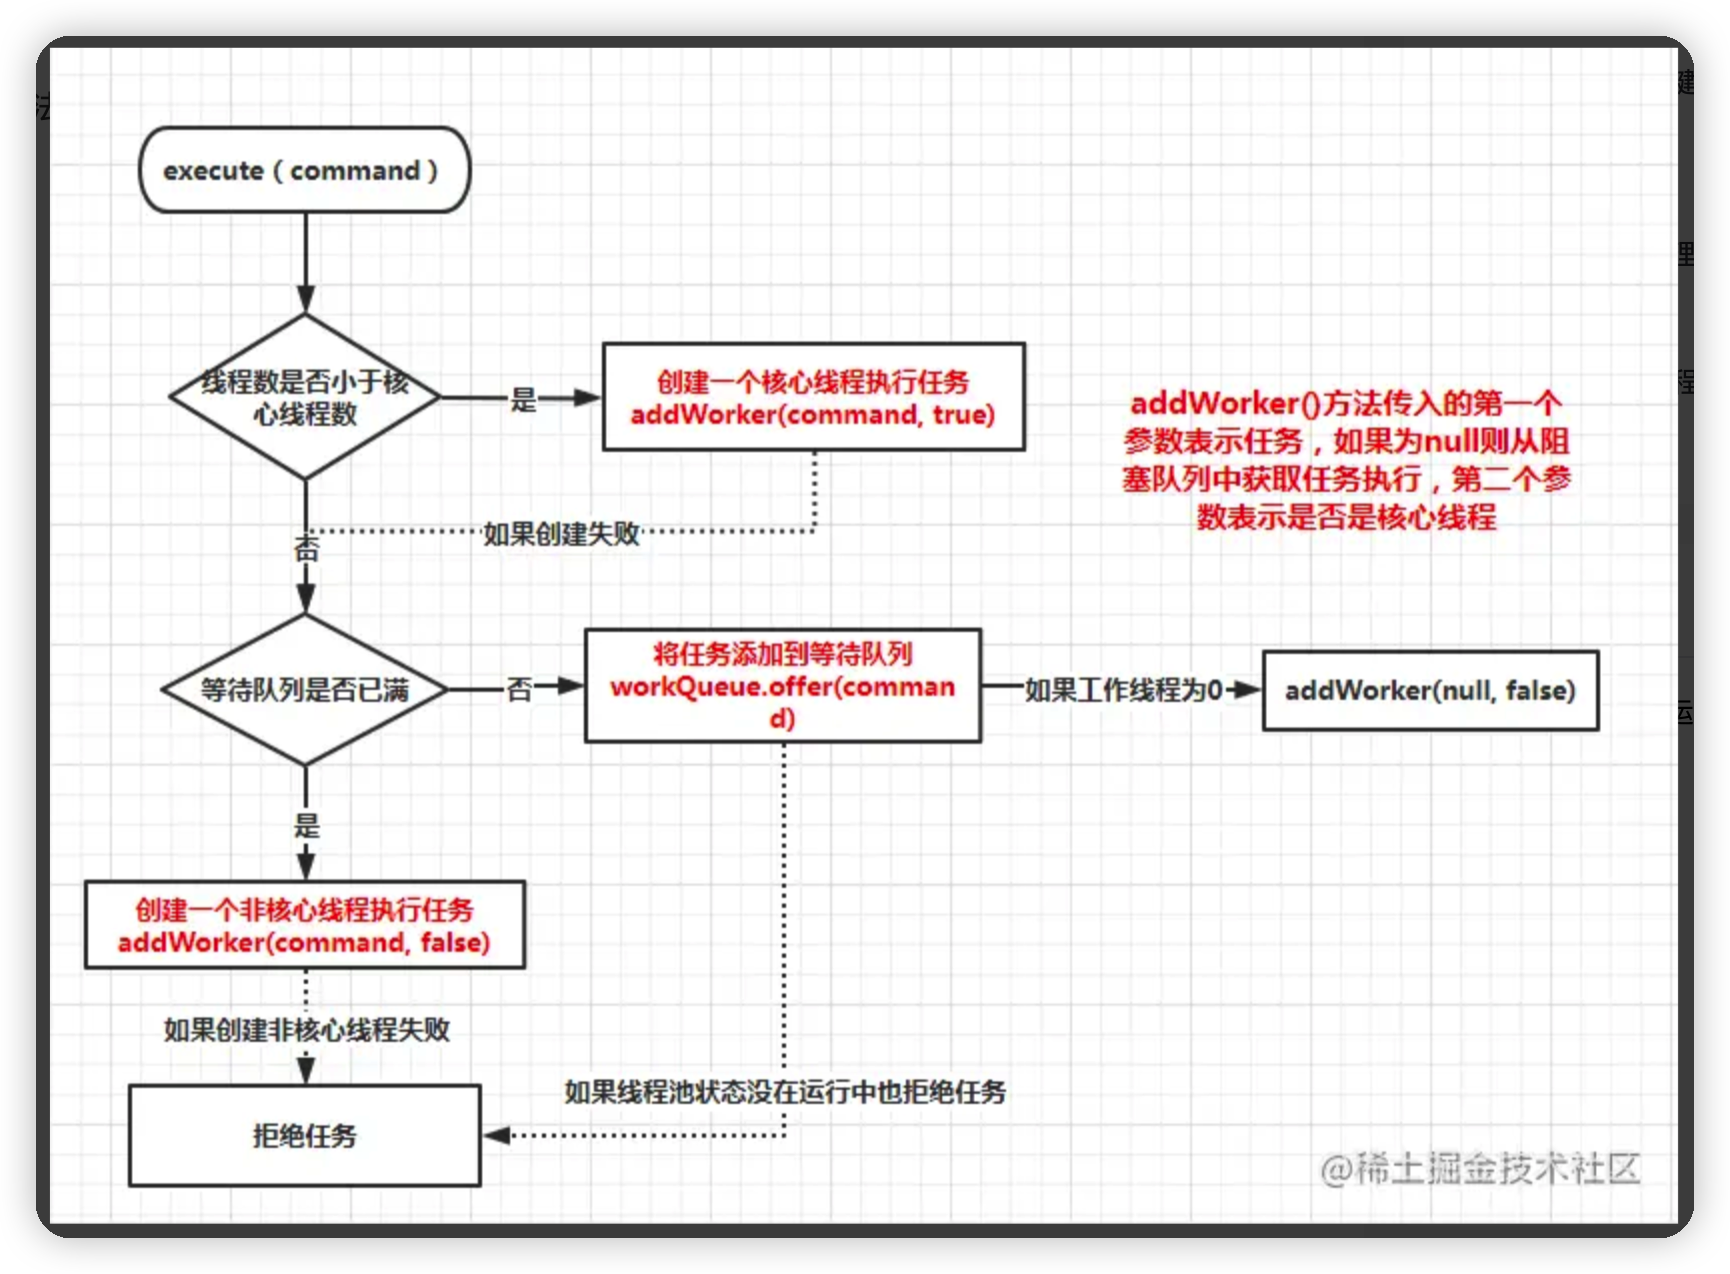 execute ( command )
线程数是否小于核
心线程数
是
创建一个核心线程执行任务
addWorker(command, true)
addWorker()方法传入的第一个
参数表示任务，如果为null则从阻
塞队列中获取任务执行，第二个参
数表示是否是核心线程
如果创建失败
否
等待队列是否已满
否
将任务添加到等待队列
workQueue.offer(comman
d)
如果工作线程为0
addWorker(null, false)
是
创建一个非核心线程执行任务
addWorker(command, false)
如果创建非核心线程失败
如果线程池状态没在运行中也拒绝任务
拒绝任务
@稀土掘金技术社区